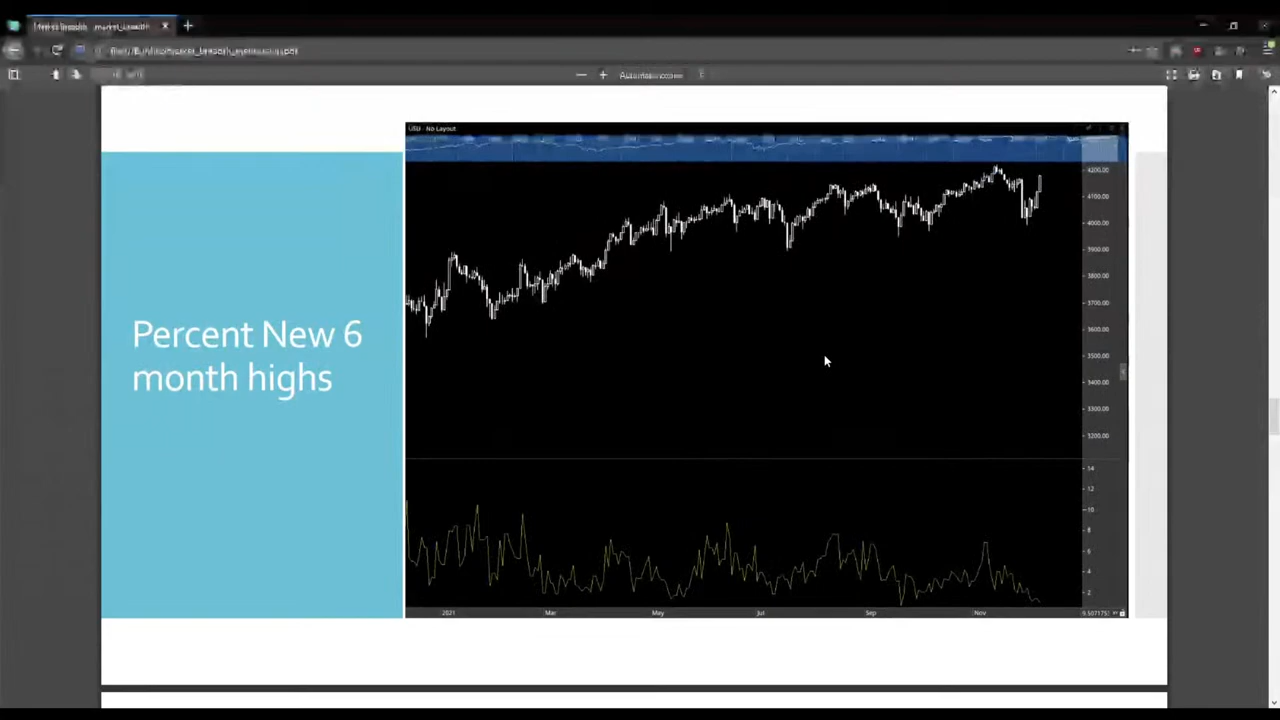 USD - No Layout
Percent New 6
month highs
4200.00
4100.00
4000.00
3900.00
3800.00
3700.00
3600.00
3500.00
3400.00
3300.00
3200.00
14
12
10
8
6
4
2
2021
Mar
May
Jul
Sep
Nov